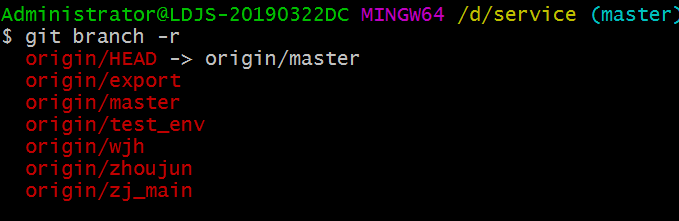 Administrator@LDJS-20190322DC MINGW64 /d/service (master)
$ git branch -r
origin/HEAD -> origin/master
origin/export
origin/master
origin/test_env
origin/wjh
origin/zhoujun
origin/zj_main